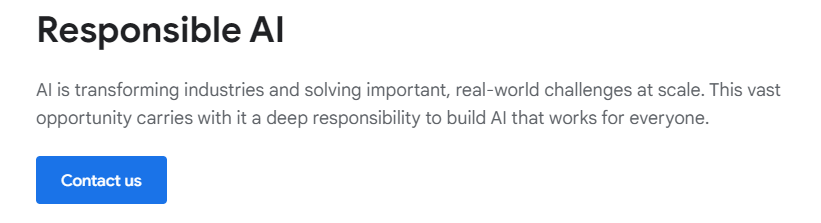 Responsible AI
AI is transforming industries and solving important, real-world challenges at scale. This vast
opportunity carries with it a deep responsibility to build AI that works for everyone.
Contact us